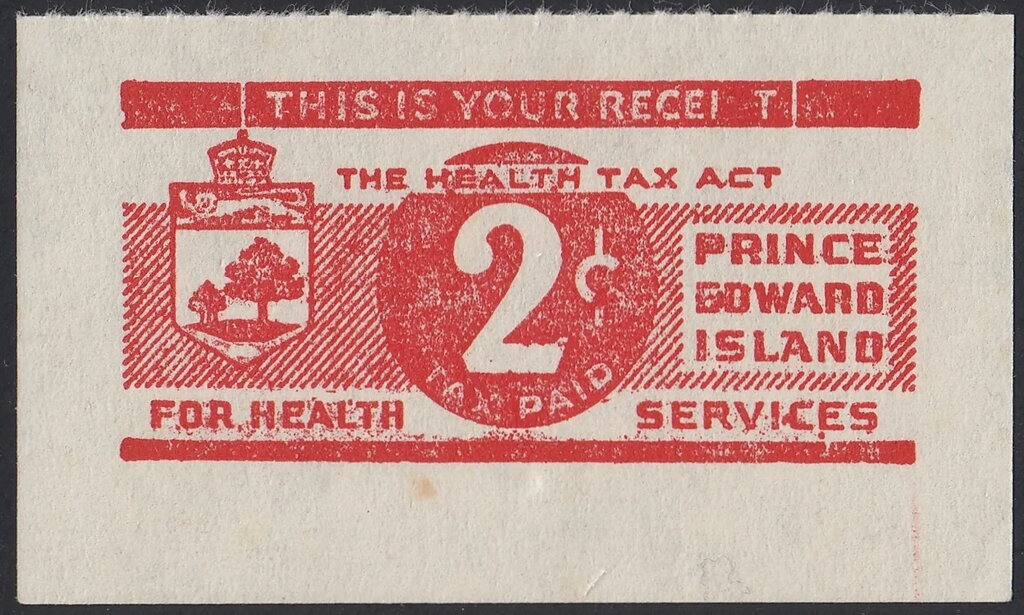 THIS IS YOUR RECEIPT
THE HEALTH TAX ACT
2¢
TAX PAID
PRINCE
EDWARD
ISLAND
FOR HEALTH SERVICES